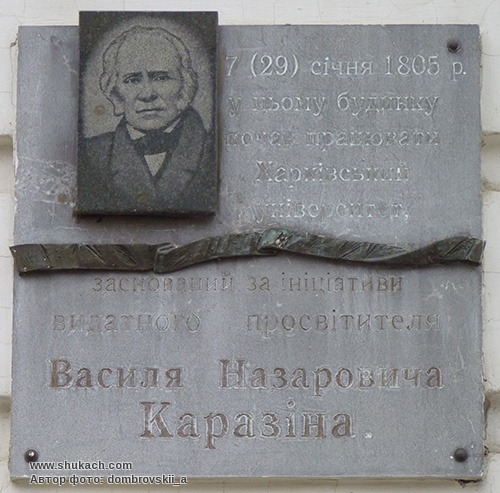 7 (29) січня 1805 р.
у цьому будинку
почав працювати
Харківський
університет,
заснований за ініціативи
видатного просвітителя
Василя Назаровича
Каразіна
www.shukach.com
Автор фото: dombrovskii_a